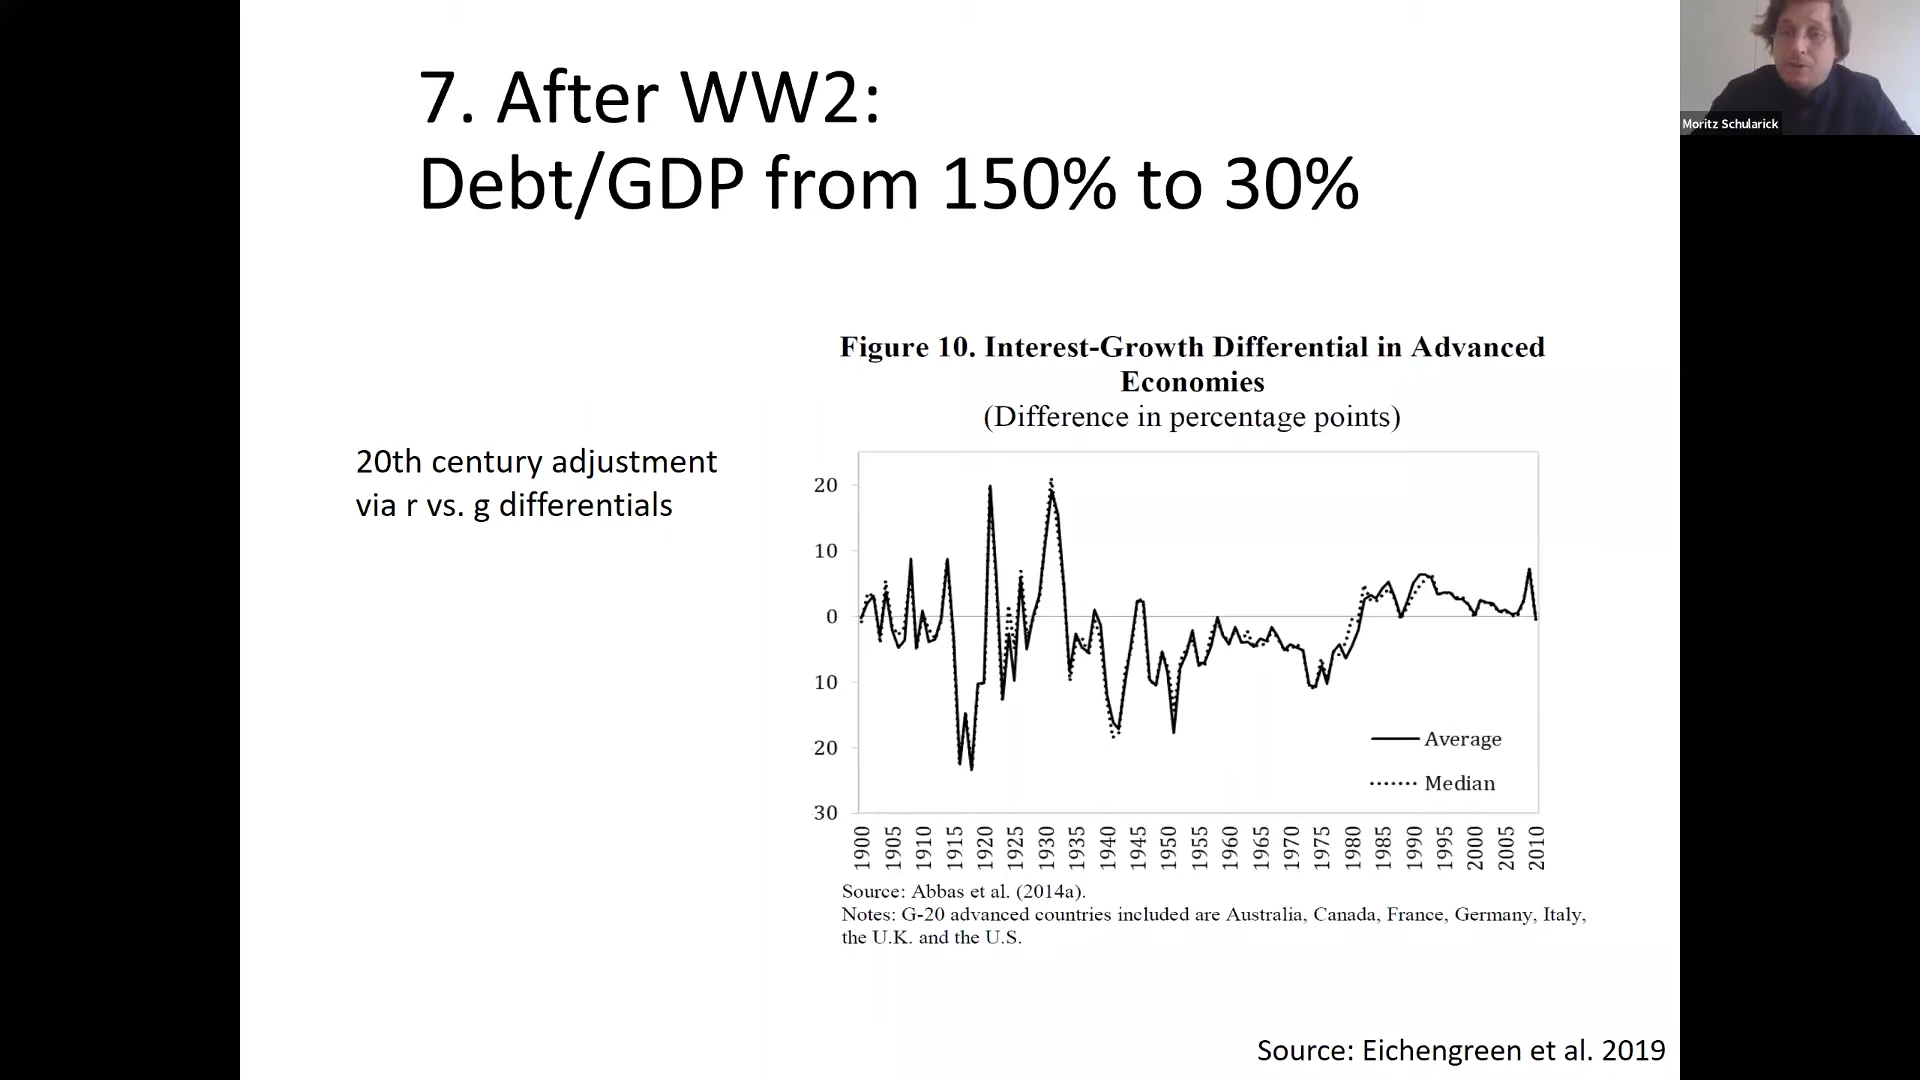 7. After WW2:
Debt/GDP from 150% to 30%
Moritz Schularick
20th century adjustment
via r vs. g differentials
Figure 10. Interest-Growth Differential in Advanced
Economies
(Difference in percentage points)
20
10
0
10
20
30
Average
Median
1900
1905
1910
1915
1920
1925
1930
1935
1940
1945
1950
1955
1960
1965
1970
1975
1980
1985
1990
1995
2000
2005
2010
Source: Abbas et al. (2014a).
Notes: G-20 advanced countries included are Australia, Canada, France, Germany, Italy,
the U.K. and the U.S.
Source: Eichengreen et al. 2019